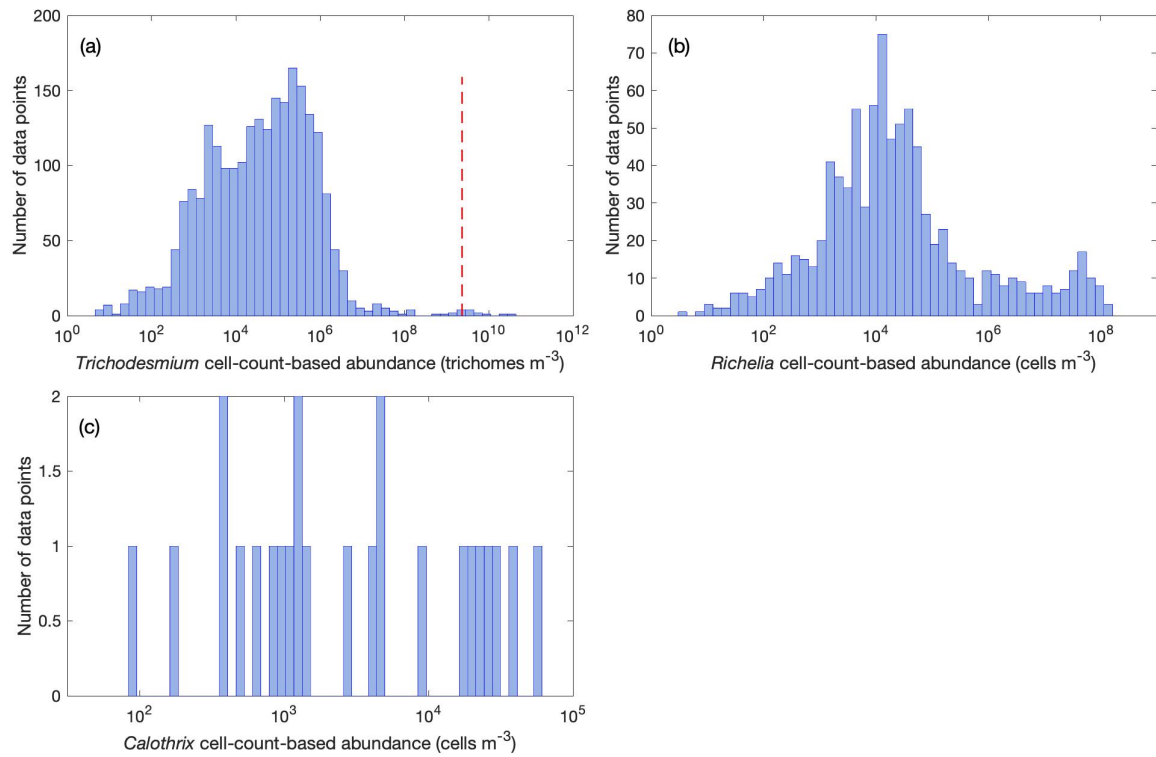 (a)
200
150
100
50
0
Number of data points
10^0 10^2 10^4 10^6 10^8 10^10 10^12
Trichodesmium cell-count-based abundance (trichomes m^-3)
(b)
80
70
60
50
40
30
20
10
0
Number of data points
10^0 10^2 10^4 10^6 10^8
Richelia cell-count-based abundance (cells m^-3)
(c)
2
1.5
1
0.5
0
Number of data points
10^2 10^3 10^4 10^5
Calothrix cell-count-based abundance (cells m^-3)